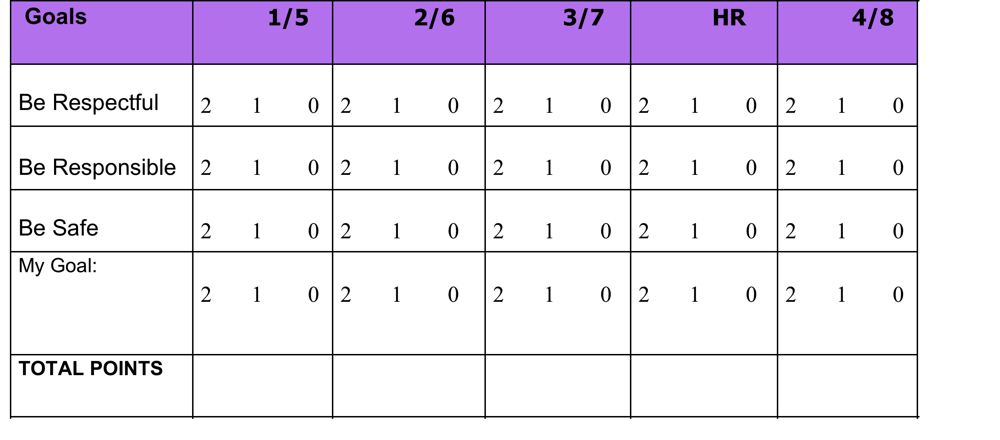 Goals 1/5 2/6 3/7 HR 4/8
Be Respectful 2 1 0 2 1 0 2 1 0 2 1 0 2 1 0
Be Responsible 2 1 0 2 1 0 2 1 0 2 1 0 2 1 0
Be Safe 2 1 0 2 1 0 2 1 0 2 1 0 2 1 0
My Goal:
2 1 0 2 1 0 2 1 0 2 1 0 2 1 0
TOTAL POINTS